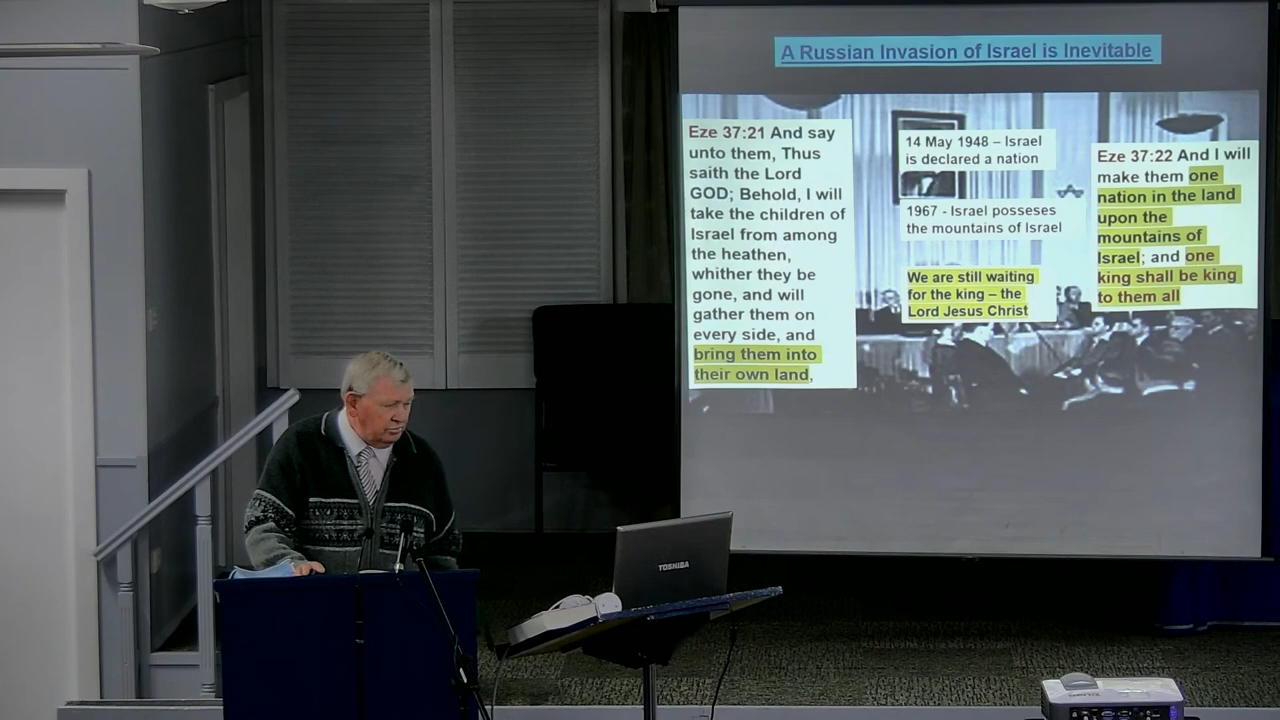 A Russian Invasion of Israel is Inevitable
Eze 37:21 And say
unto them, Thus
saith the Lord
GOD; Behold, I will
take the children of
Israel from among
the heathen,
whither they be
gone, and will
gather them on
every side, and
bring them into
their own land,
14 May 1948 – Israel
is declared a nation
1967 - Israel posseses
the mountains of Israel
We are still waiting
for the king – the
Lord Jesus Christ
Eze 37:22 And I will
make them one
nation in the land
upon the
mountains of
Israel; and one
king shall be king
to them all
TOSHIBA